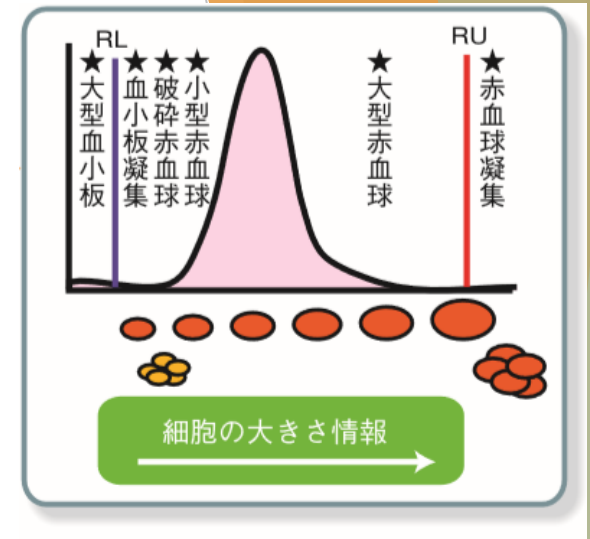 RL
RU
★大型血小板
★血小板凝集
★破砕赤血球
★小型赤血球
★大型赤血球
★赤血球凝集
細胞の大きさ情報